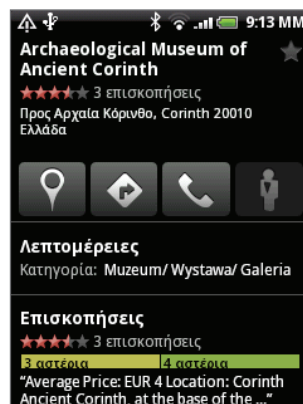 9:13 MM
Archaeological Museum of
Ancient Corinth
3 επισκοπήσεις
Προς Αρχαία Κόρινθο, Corinth 20010
Ελλάδα
Λεπτομέρειες
Κατηγορία: Muzeum/ Wystawa/ Galeria
Επισκοπήσεις
3 επισκοπήσεις
3 αστέρια 4 αστέρια
“Average Price: EUR 4 Location: Corinth
Ancient Corinth, at the base of the ...”